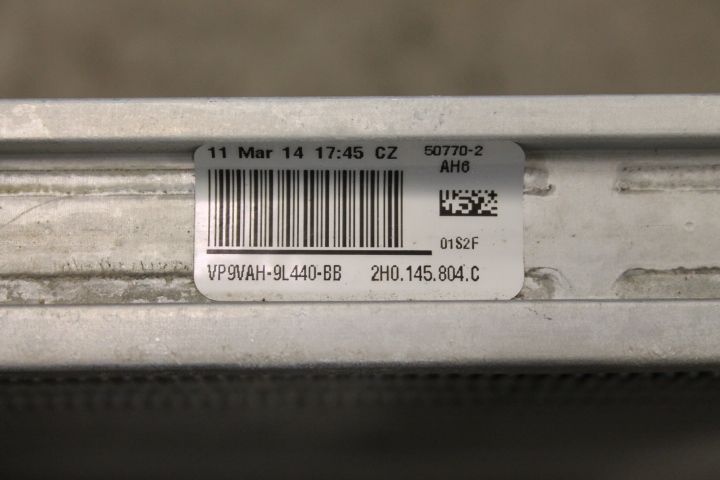 11 Mar 14 17:45 CZ 50770-2
AH6
01S2F
VP9VAH-9L440-BB 2H0.145.804.C